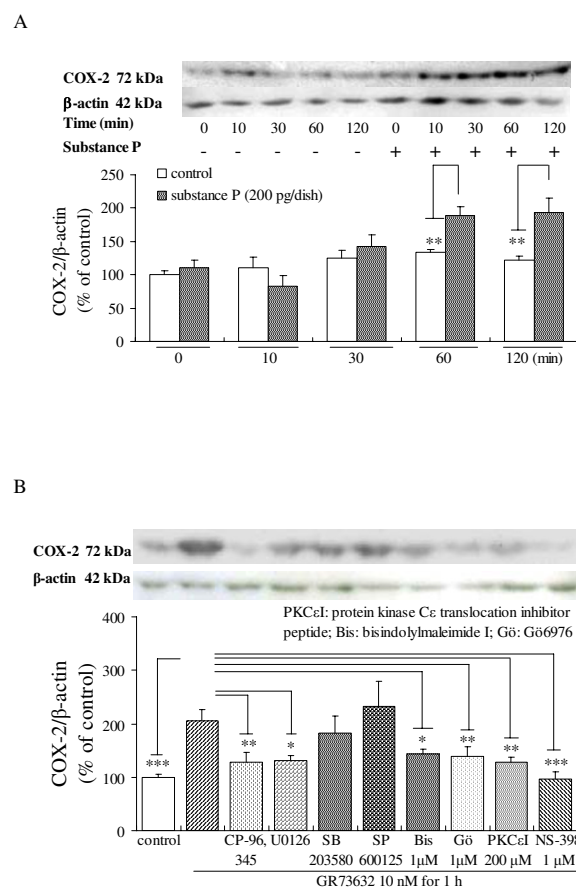 A
COX-2 72 kDa
β-actin 42 kDa
Time (min) 0 10 30 60 120 0 10 30 60 120
Substance P - - - - - + + + + +
control
substance P (200 pg/dish)
250
200
150
100
50
0
COX-2/β-actin
(% of control)
** **
0 10 30 60 120 (min)
B
COX-2 72 kDa
β-actin 42 kDa
PKCεI: protein kinase Cε translocation inhibitor
peptide; Bis: bisindolylmaleimide I; Gö: Gö6976
400
300
200
100
0
COX-2/β-actin
(% of control)
*** ** * * ** ** ***
control CP-96, U0126 SB SP Bis Gö PKCεI NS-398
345 203580 600125 1μM 1μM 200 μM 1 μM
GR73632 10 nM for 1 h